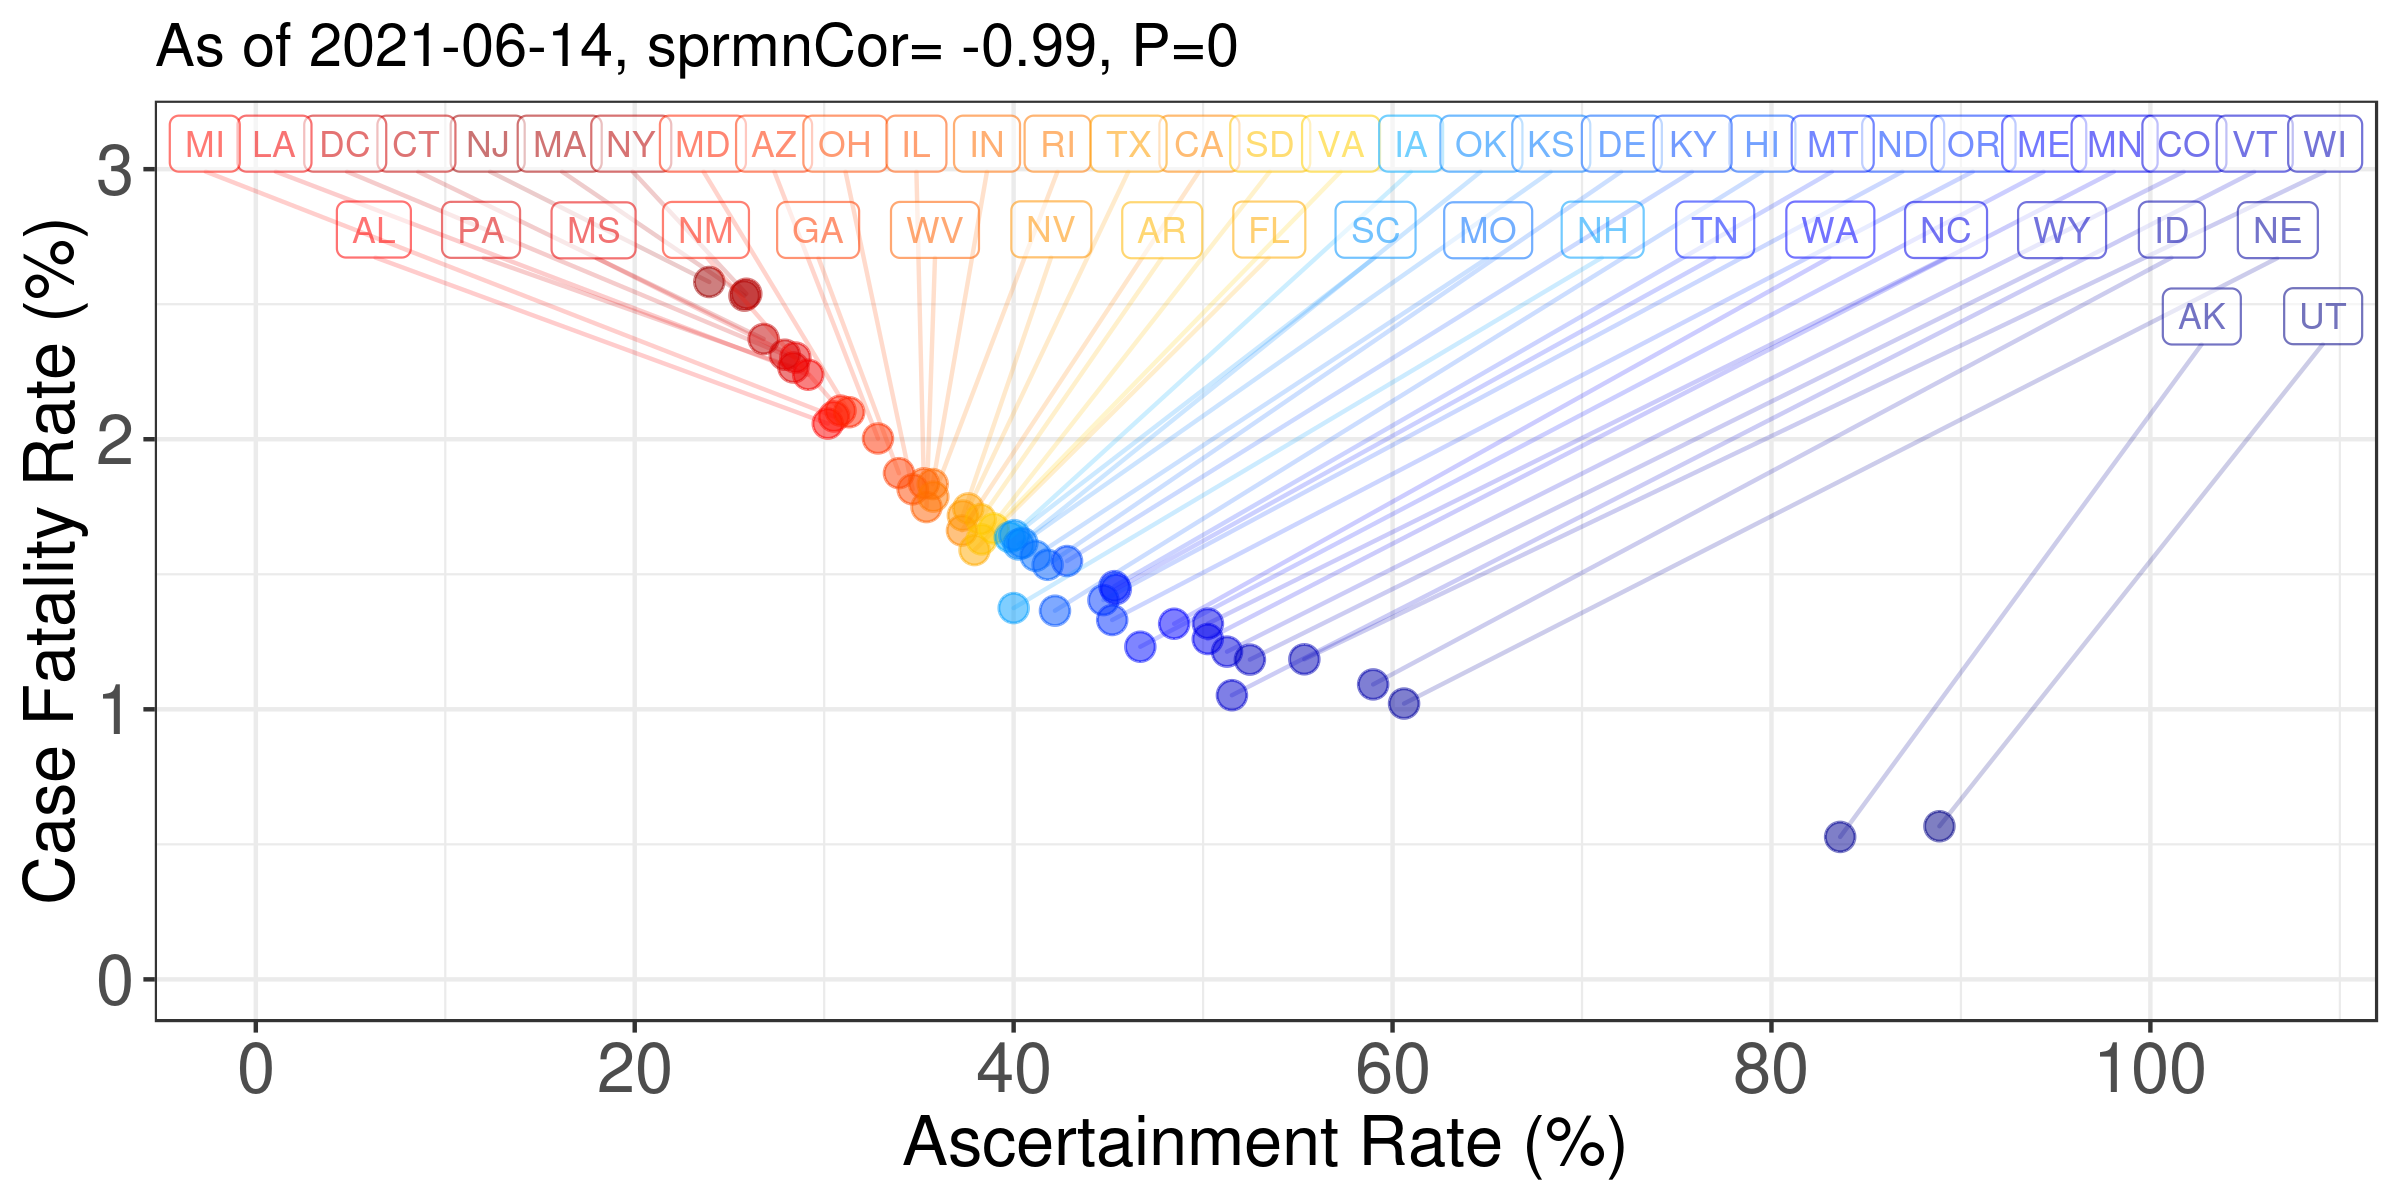 As of 2021-06-14, sprmnCor= -0.99, P=0
MI LA DC CT NJ MA NY MD AZ OH IL IN RI TX CA SD VA IA OK KS DE KY HI MT ND OR ME MN CO VT WI
AL PA MS NM GA WV NV AR FL SC MO NH TN WA NC WY ID NE
AK UT
3
2
1
0
Case Fatality Rate (%)
0 20 40 60 80 100
Ascertainment Rate (%)